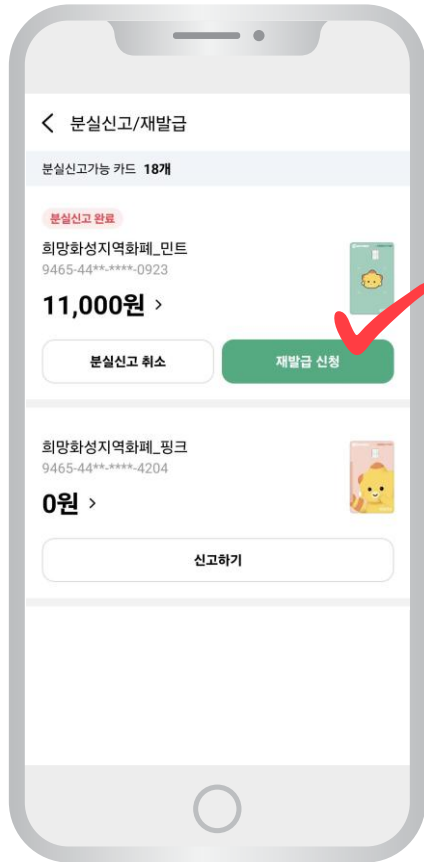 분실신고/재발급
분실신고가능 카드 18개
분실신고 완료
희망화성지역화폐_민트
9465-44**-****-0923
11,000원
분실신고 취소
재발급 신청
희망화성지역화폐_핑크
9465-44**-****-4204
0원
신고하기